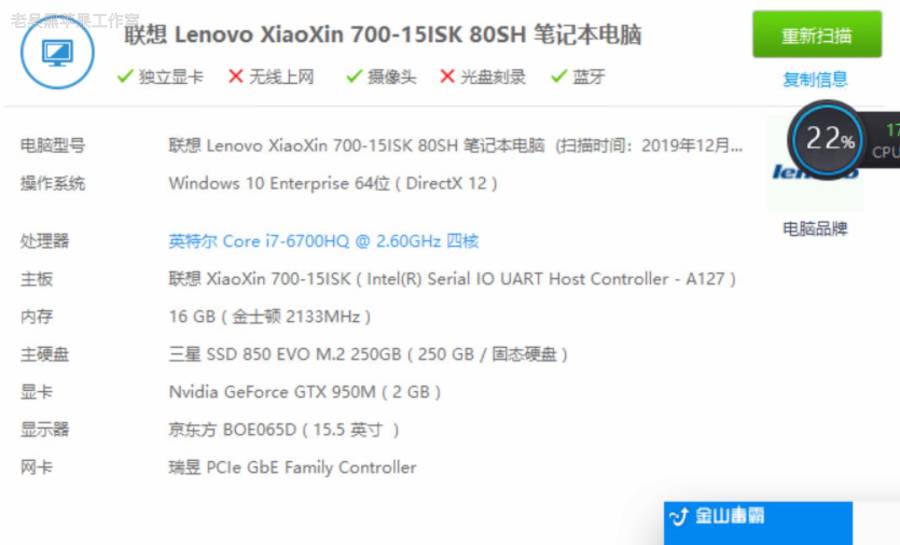 老吴黑苹果工作室
联想 Lenovo XiaoXin 700-15ISK 80SH 笔记本电脑
重新扫描
独立显卡 无线上网 摄像头 光盘刻录 蓝牙
复制信息
22%
17
CPU
电脑型号 联想 Lenovo XiaoXin 700-15ISK 80SH 笔记本电脑 (扫描时间：2019年12月...
操作系统 Windows 10 Enterprise 64位 ( DirectX 12 )
电脑品牌
处理器 英特尔 Core i7-6700HQ @ 2.60GHz 四核
主板 联想 XiaoXin 700-15ISK ( Intel(R) Serial IO UART Host Controller - A127 )
内存 16 GB ( 金士顿 2133MHz )
主硬盘 三星 SSD 850 EVO M.2 250GB ( 250 GB / 固态硬盘 )
显卡 Nvidia GeForce GTX 950M ( 2 GB )
显示器 京东方 BOE065D ( 15.5 英寸 )
网卡 瑞昱 PCIe GbE Family Controller
金山毒霸